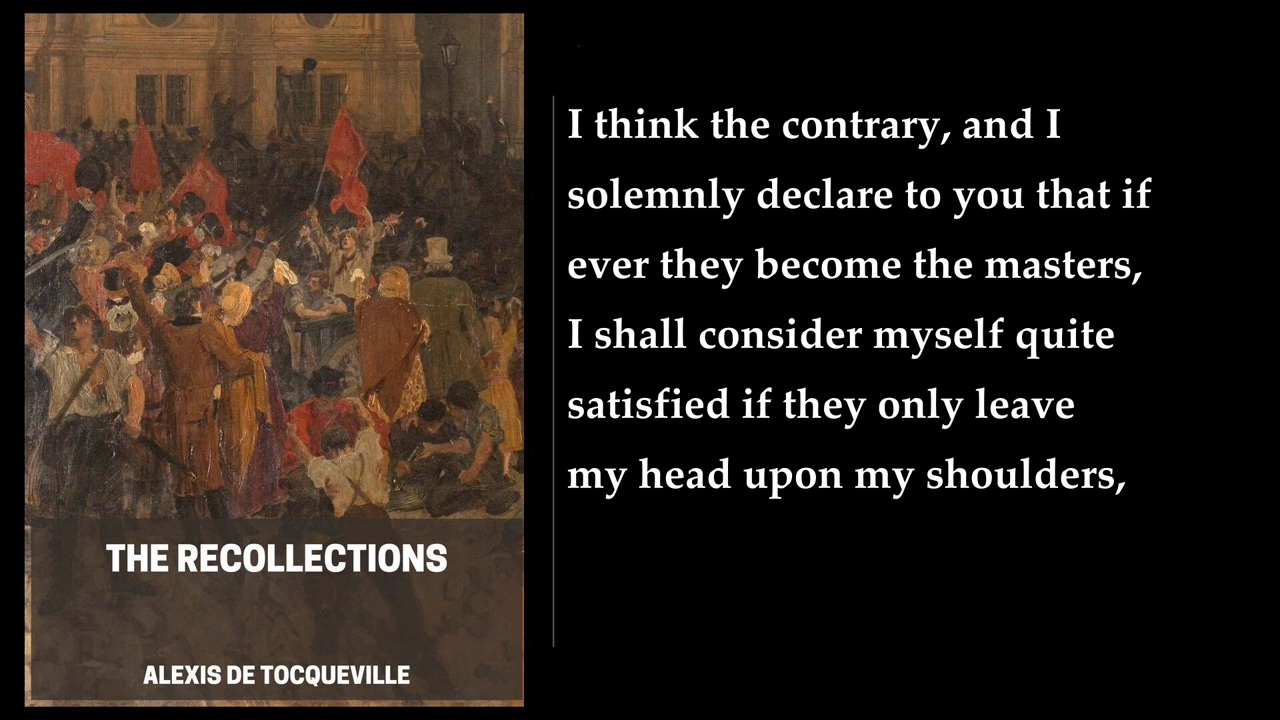 THE RECOLLECTIONS
ALEXIS DE TOCQUEVILLE
I think the contrary, and I
solemnly declare to you that if
ever they become the masters,
I shall consider myself quite
satisfied if they only leave
my head upon my shoulders,